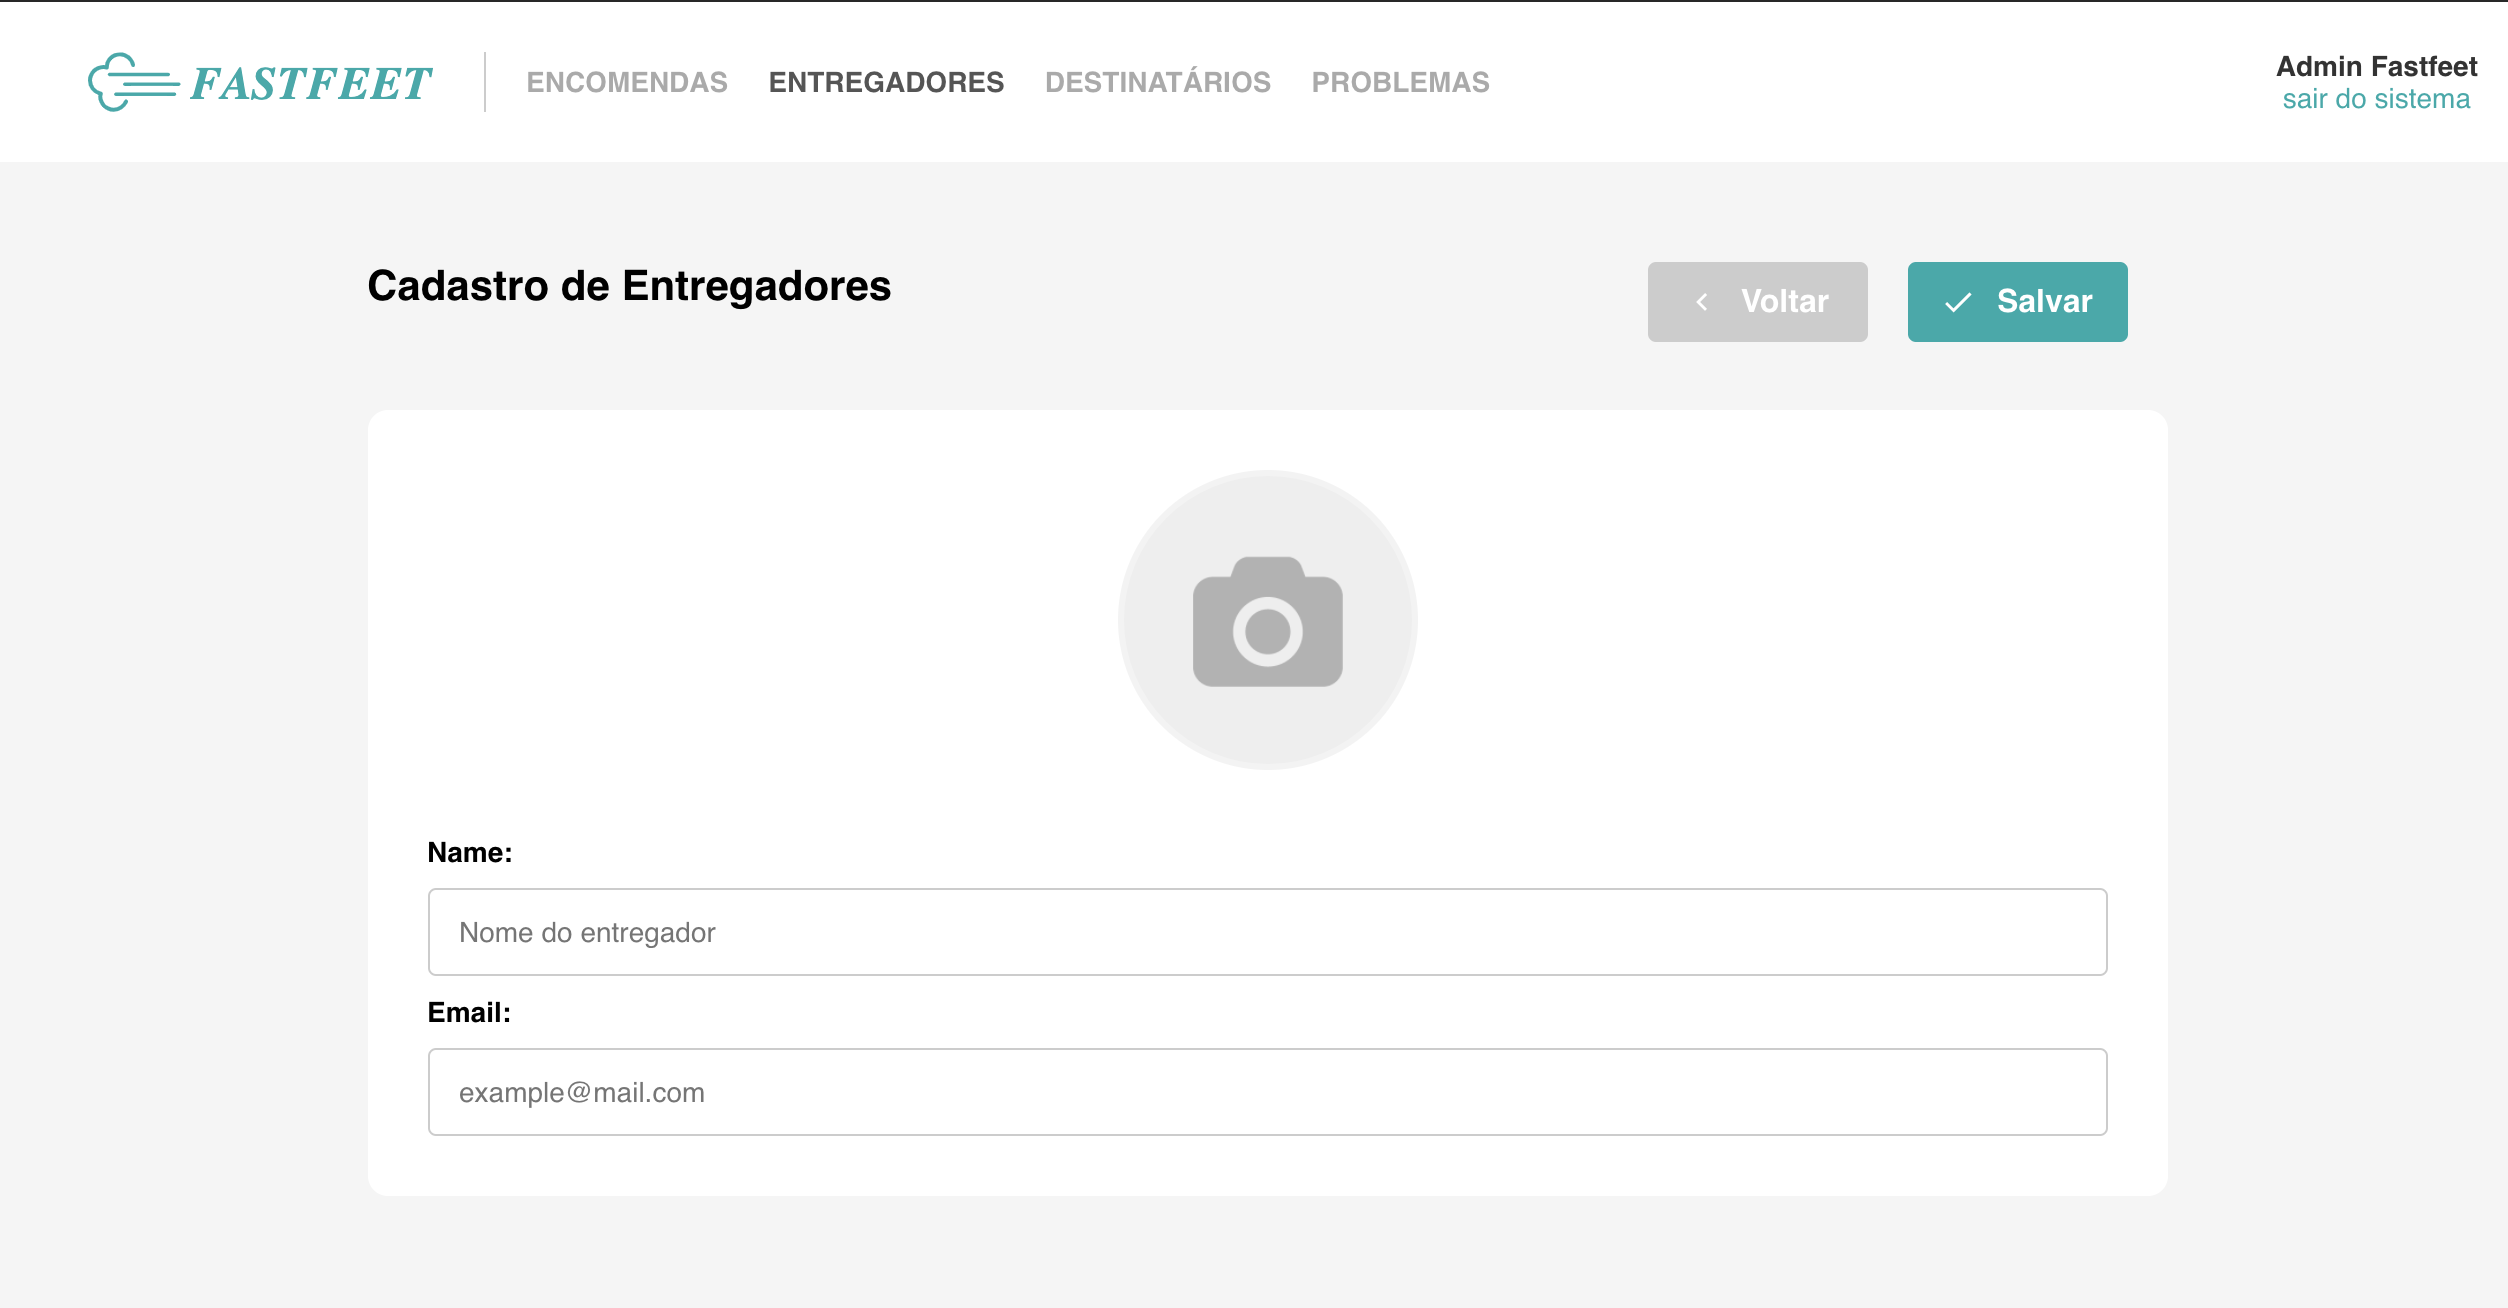 FASTFEET
ENCOMENDAS ENTREGADORES DESTINATÁRIOS PROBLEMAS
Admin Fastfeet
sair do sistema
Cadastro de Entregadores
Voltar
Salvar
Name:
Nome do entregador
Email:
example@mail.com